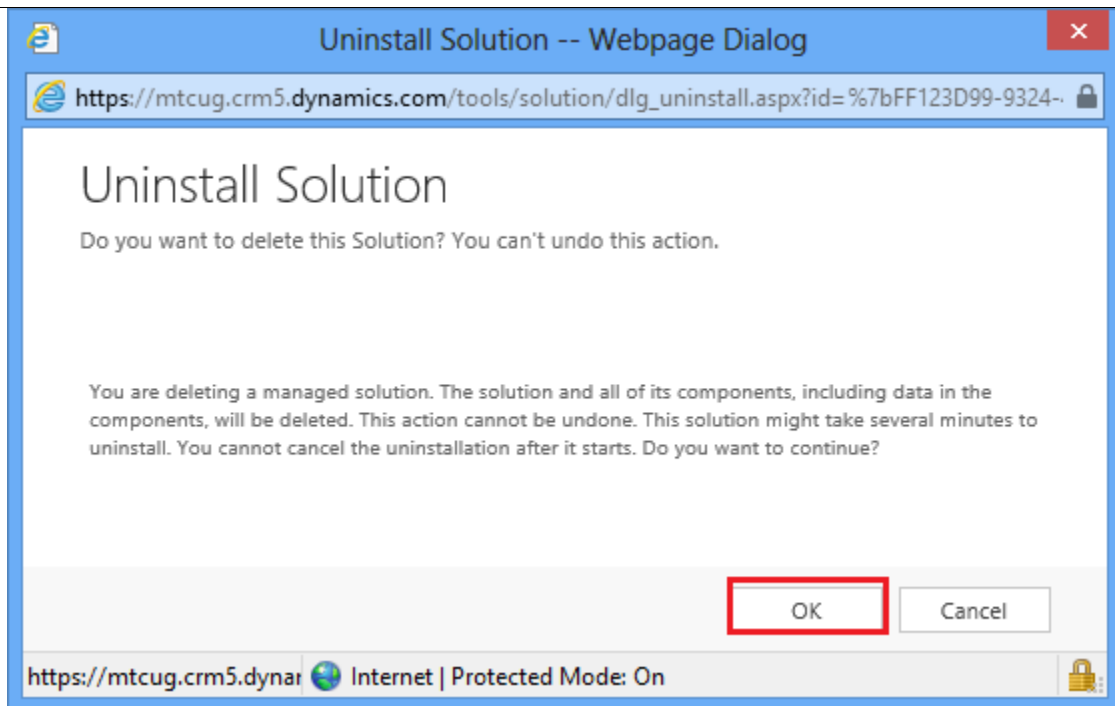 Uninstall Solution -- Webpage Dialog
https://mtcug.crm5.dynamics.com/tools/solution/dlg_uninstall.aspx?id=%7bFF123D99-9324-
Uninstall Solution
Do you want to delete this Solution? You can't undo this action.
You are deleting a managed solution. The solution and all of its components, including data in the
components, will be deleted. This action cannot be undone. This solution might take several minutes to
uninstall. You cannot cancel the uninstallation after it starts. Do you want to continue?
OK Cancel
https://mtcug.crm5.dynar Internet | Protected Mode: On